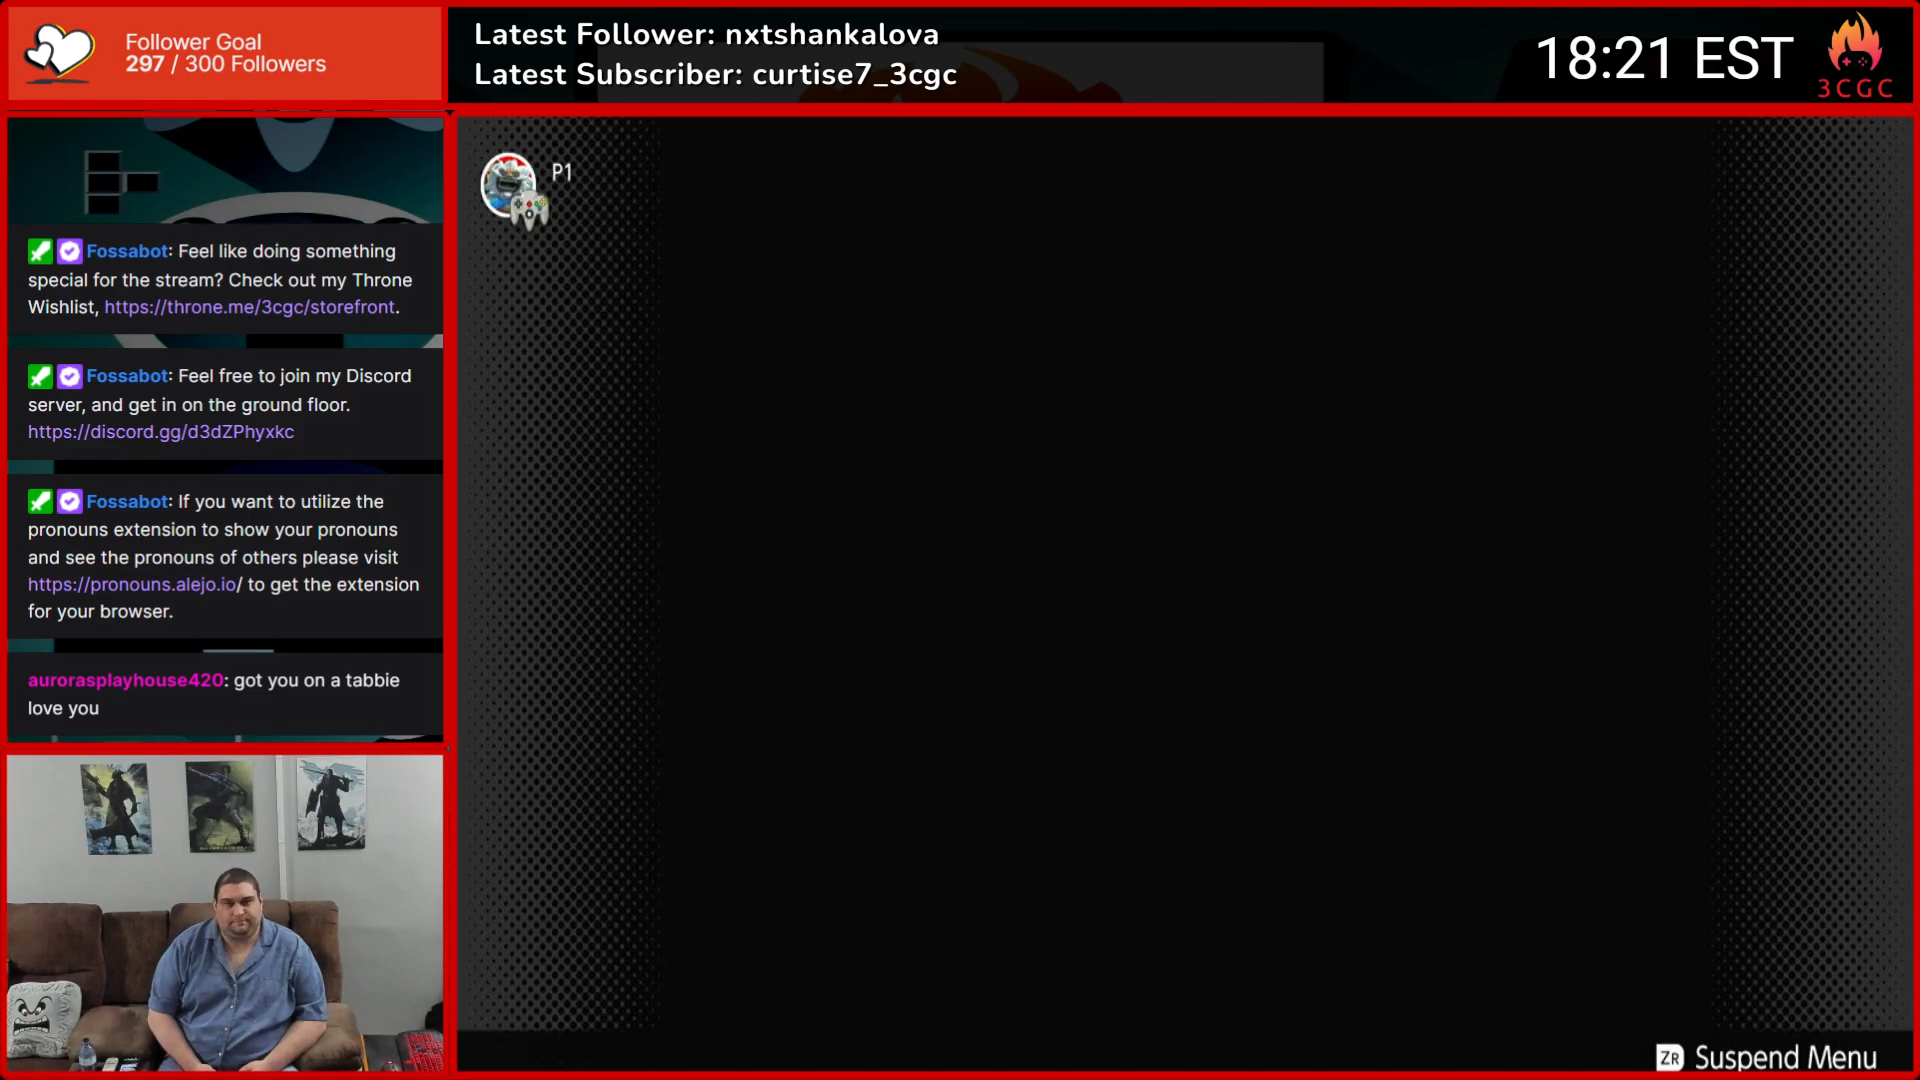 Follower Goal
297 / 300 Followers
Latest Follower: nxtshankalova
Latest Subscriber: curtise7_3cgc
18:21 EST
3CGC
Fossabot: Feel like doing something
special for the stream? Check out my Throne
Wishlist, https://throne.me/3cgc/storefront.
Fossabot: Feel free to join my Discord
server, and get in on the ground floor.
https://discord.gg/d3dZPhyxkc
Fossabot: If you want to utilize the
pronouns extension to show your pronouns
and see the pronouns of others please visit
https://pronouns.alejo.io/ to get the extension
for your browser.
aurorasplayhouse420: got you on a tabbie
love you
P1
ZR Suspend Menu